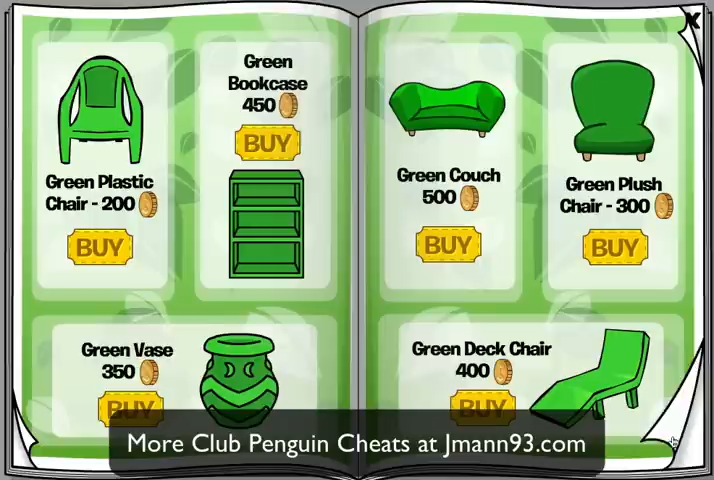 Green Plastic
Chair - 200
BUY
Green
Bookcase
450
BUY
Green Vase
350
BUY
Green Couch
500
BUY
Green Plush
Chair - 300
BUY
Green Deck Chair
400
BUY
X
More Club Penguin Cheats at Jmann93.com